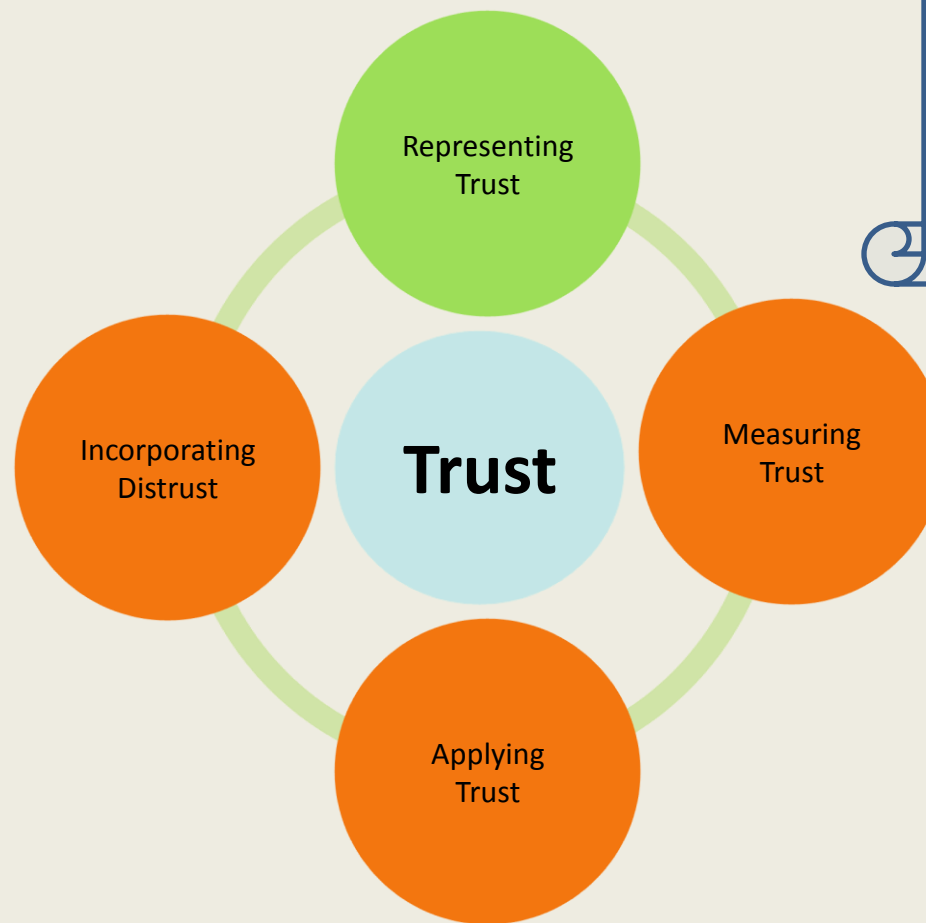 Representing
Trust
Incorporating
Distrust
Trust
Measuring
Trust
Applying
Trust